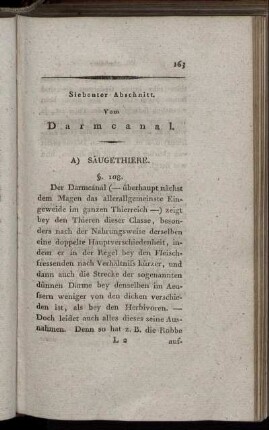 163
Siebenter Abschnitt.
Vom
Darmcanal.
A) SÄUGETHIERE.
§. 108.
Der Darmcanal (— überhaupt nächst
dem Magen das allerallgemeinste Ein-
geweide im ganzen Thierreich —) zeigt
bey den Thieren dieser Classe, beson-
ders nach der Nahrungsweise derselben
eine doppelte Hauptverschiedenheit, in-
dem er in der Regel bey den Fleisch-
fressenden nach Verhältniſs kürzer, und
dann auch die Strecke der sogenannten
dünnen Därme bey denselben im Aeu-
ssern weniger von den dicken verschie-
den ist, als bey den Herbivoren. —
Doch leidet auch alles dieses seine Aus-
nahmen. Denn so hat z. B. die Robbe
L 2 auf-